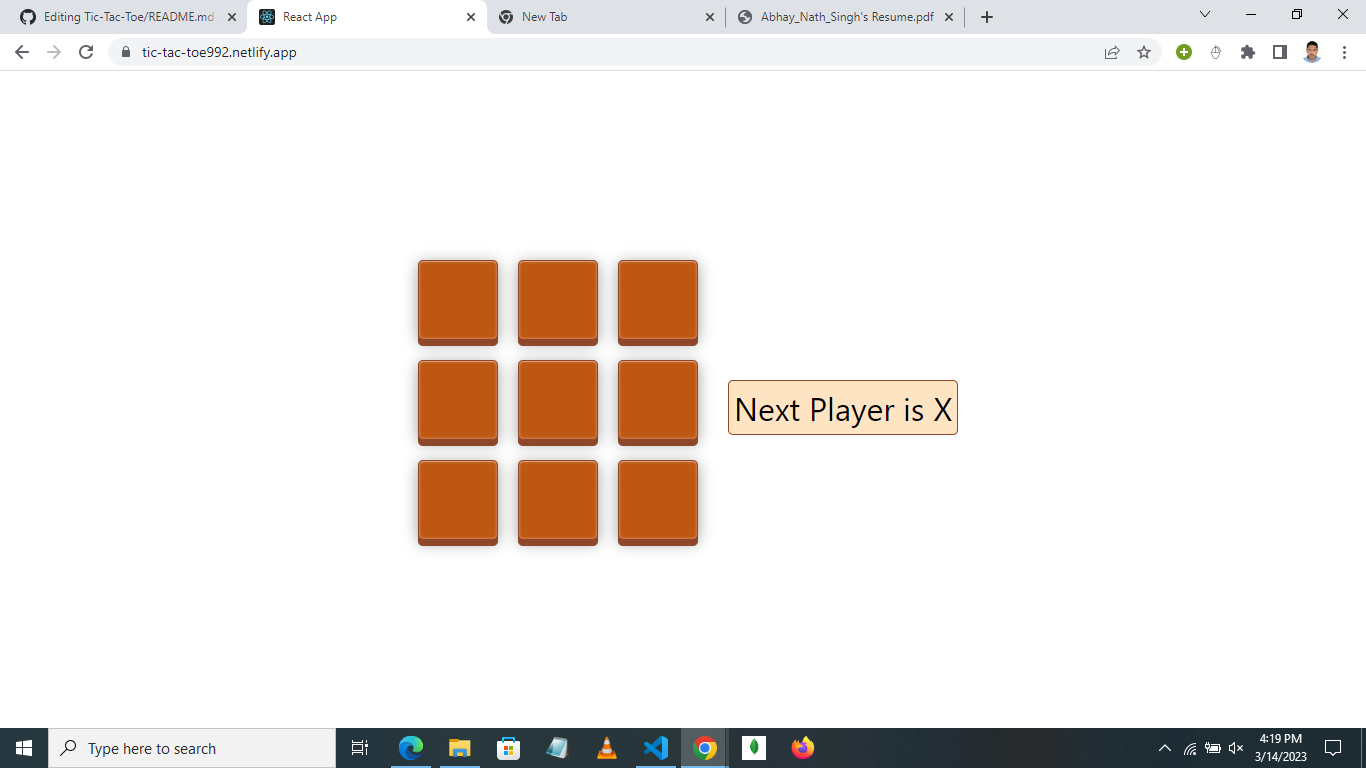 Editing Tic-Tac-Toe/README.md
React App
New Tab
Abhay_Nath_Singh's Resume.pdf
tic-tac-toe992.netlify.app
Next Player is X
Type here to search
4:19 PM
3/14/2023